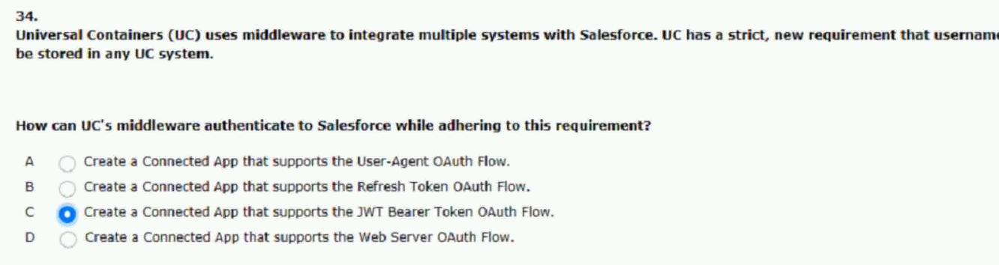 34.
Universal Containers (UC) uses middleware to integrate multiple systems with Salesforce. UC has a strict, new requirement that
be stored in any UC system.
How can UC's middleware authenticate to Salesforce while adhering to this requirement?
A Create a Connected App that supports the User-Agent OAuth Flow.
B Create a Connected App that supports the Refresh Token OAuth Flow.
C Create a Connected App that supports the JWT Bearer Token OAuth Flow.
D Create a Connected App that supports the Web Server OAuth Flow.